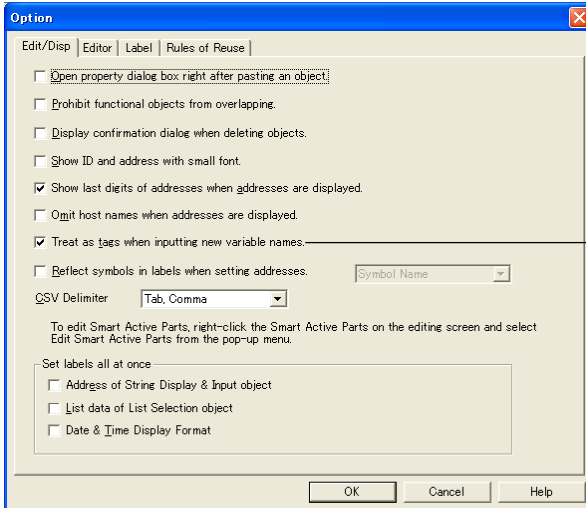 Option
Edit/Disp Editor Label Rules of Reuse
Open property dialog box right after pasting an object.
Prohibit functional objects from overlapping.
Display confirmation dialog when deleting objects.
Show ID and address with small font.
Show last digits of addresses when addresses are displayed.
Omit host names when addresses are displayed.
Treat as tags when inputting new variable names.
Reflect symbols in labels when setting addresses. Symbol Name
CSV Delimiter Tab, Comma
To edit Smart Active Parts, right-click the Smart Active Parts on the editing screen and select
Edit Smart Active Parts from the pop-up menu.
Set labels all at once
Address of String Display & Input object
List data of List Selection object
Date & Time Display Format
OK Cancel Help